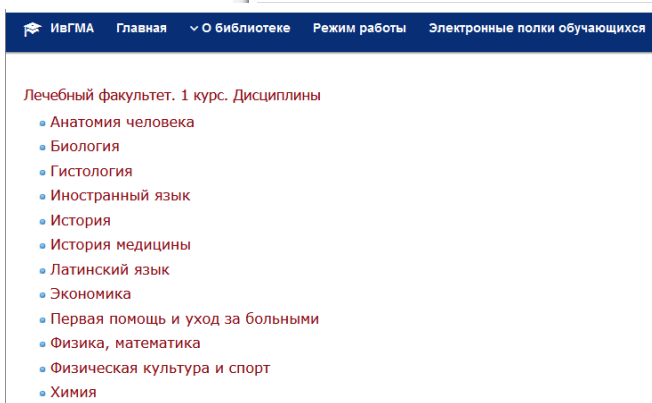 ИвГМА Главная О библиотеке Режим работы Электронные полки обучающихся
Лечебный факультет. 1 курс. Дисциплины
Анатомия человека
Биология
Гистология
Иностранный язык
История
История медицины
Латинский язык
Экономика
Первая помощь и уход за больными
Физика, математика
Физическая культура и спорт
Химия